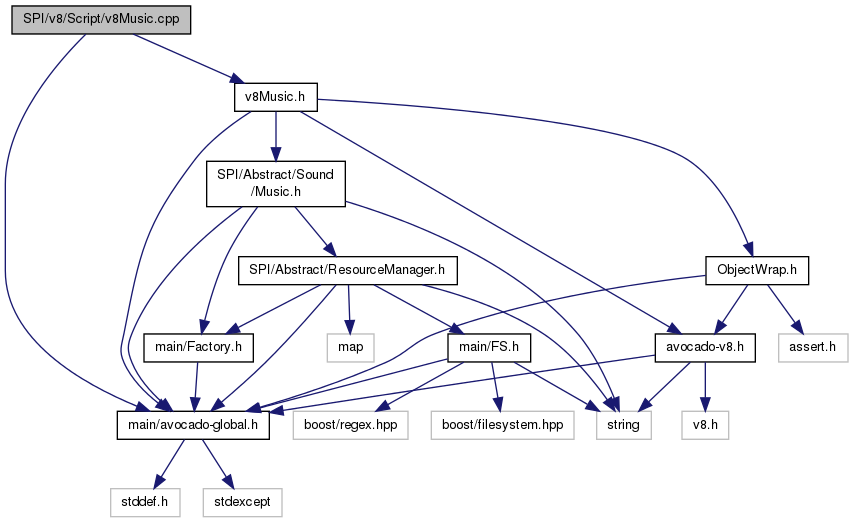 SPI/v8/Script/v8Music.cpp
v8Music.h
SPI/Abstract/Sound
/Music.h
SPI/Abstract/ResourceManager.h
ObjectWrap.h
main/Factory.h
map
main/FS.h
avocado-v8.h
assert.h
main/avocado-global.h
boost/regex.hpp
boost/filesystem.hpp
string
v8.h
stddef.h
stdexcept